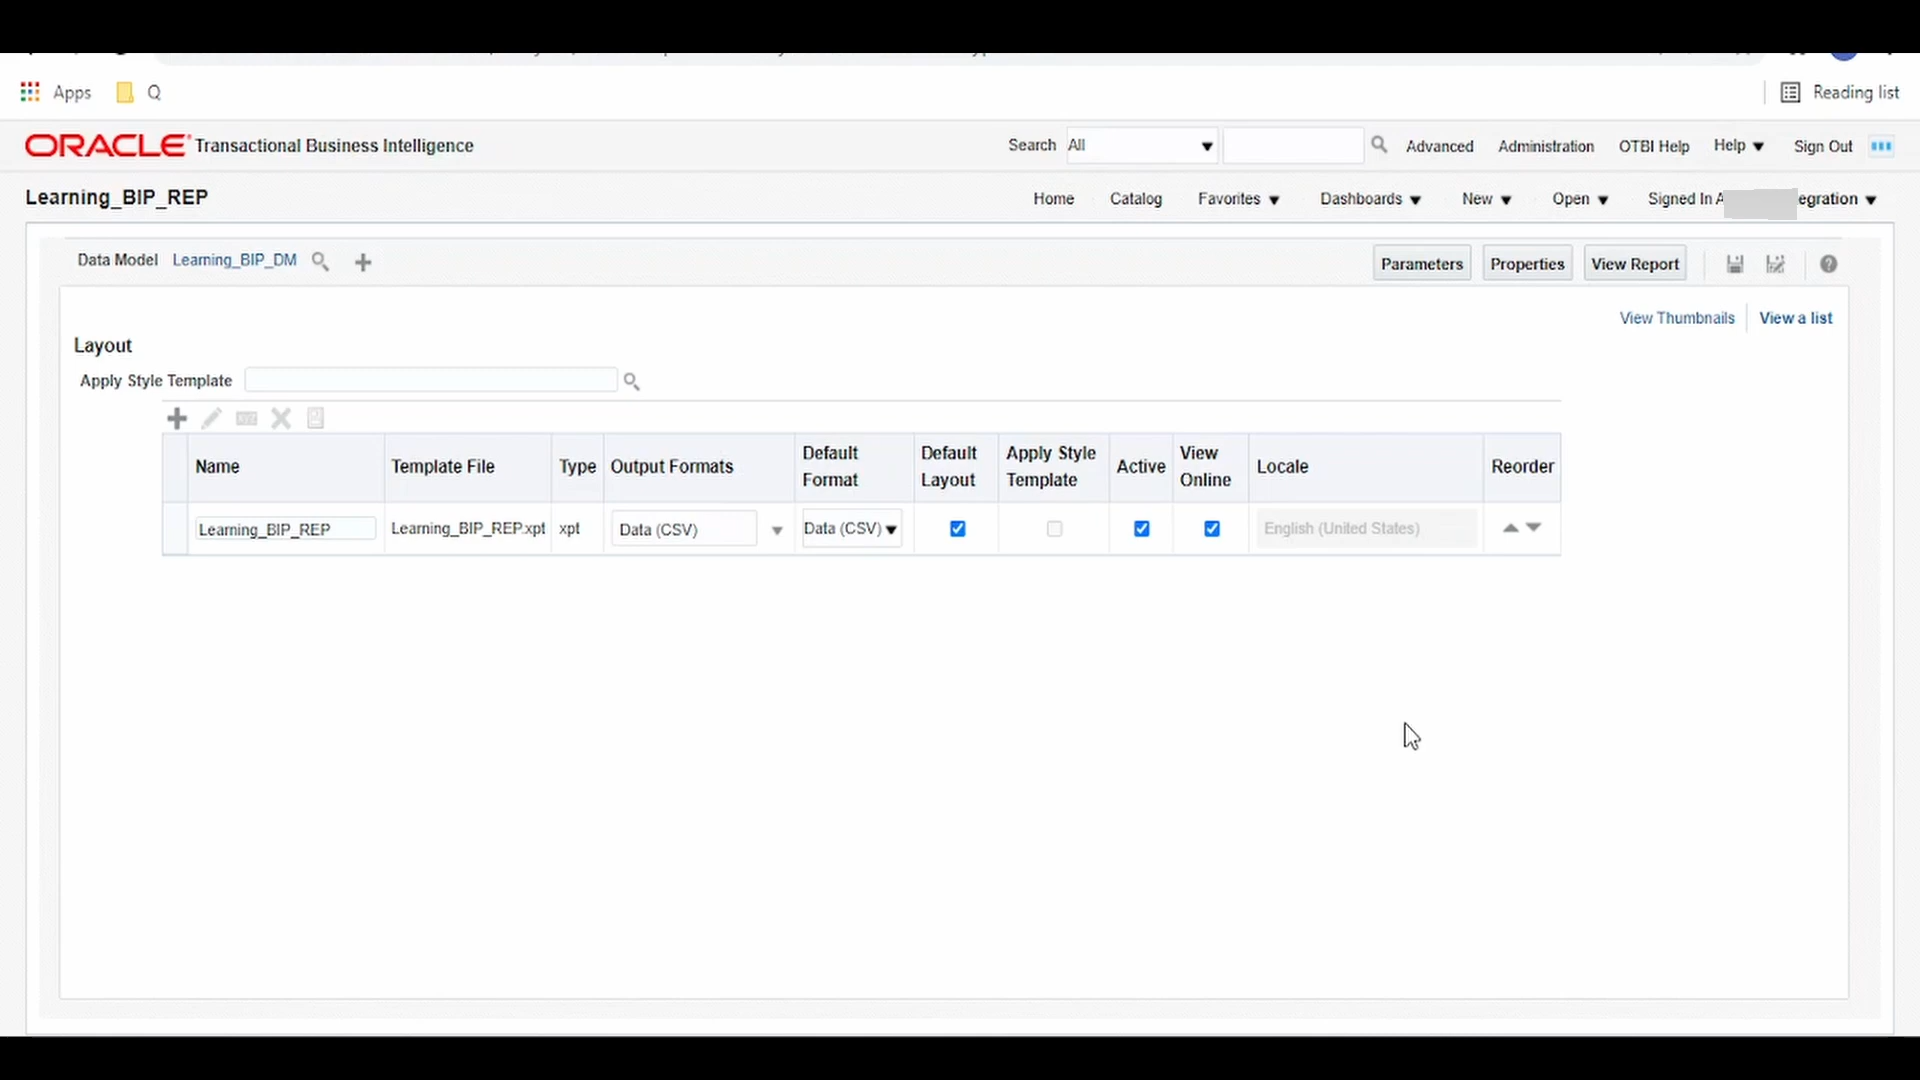 Apps Q Reading list
ORACLE Transactional Business Intelligence Search All Advanced Administration OTBI Help Help Sign Out
Learning_BIP_REP Home Catalog Favorites Dashboards New Open Signed In A egration
Data Model Learning_BIP_DM Parameters Properties View Report
View Thumbnails View a list
Layout
Apply Style Template
Name Template File Type Output Formats Default Format Default Layout Apply Style Template Active View Online Locale Reorder
Learning_BIP_REP Learning_BIP_REP.xpt xpt Data (CSV) Data (CSV) English (United States)